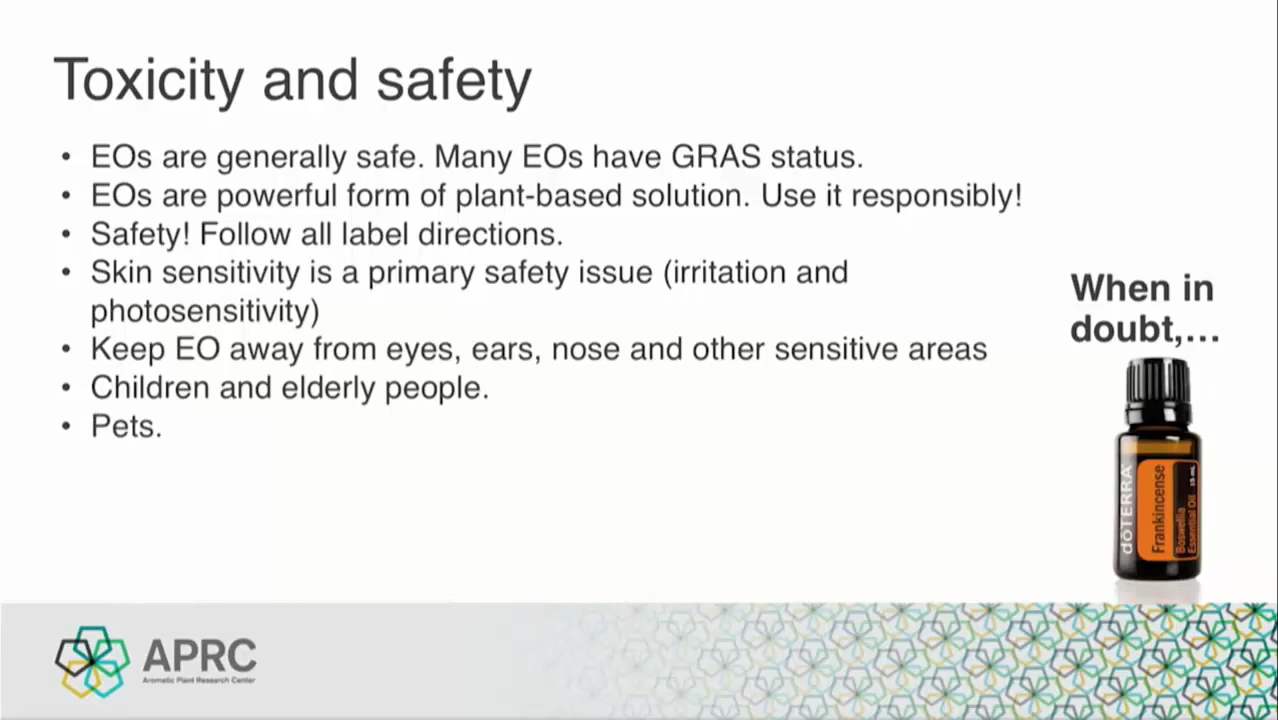 Toxicity and safety
• EOs are generally safe. Many EOs have GRAS status.
• EOs are powerful form of plant-based solution. Use it responsibly!
• Safety! Follow all label directions.
• Skin sensitivity is a primary safety issue (irritation and
photosensitivity)
• Keep EO away from eyes, ears, nose and other sensitive areas
• Children and elderly people.
• Pets.
When in
doubt,...
dōTERRA
Frankincense
Boswellia
Essential Oil 15 mL
APRC
Aromatic Plant Research Center